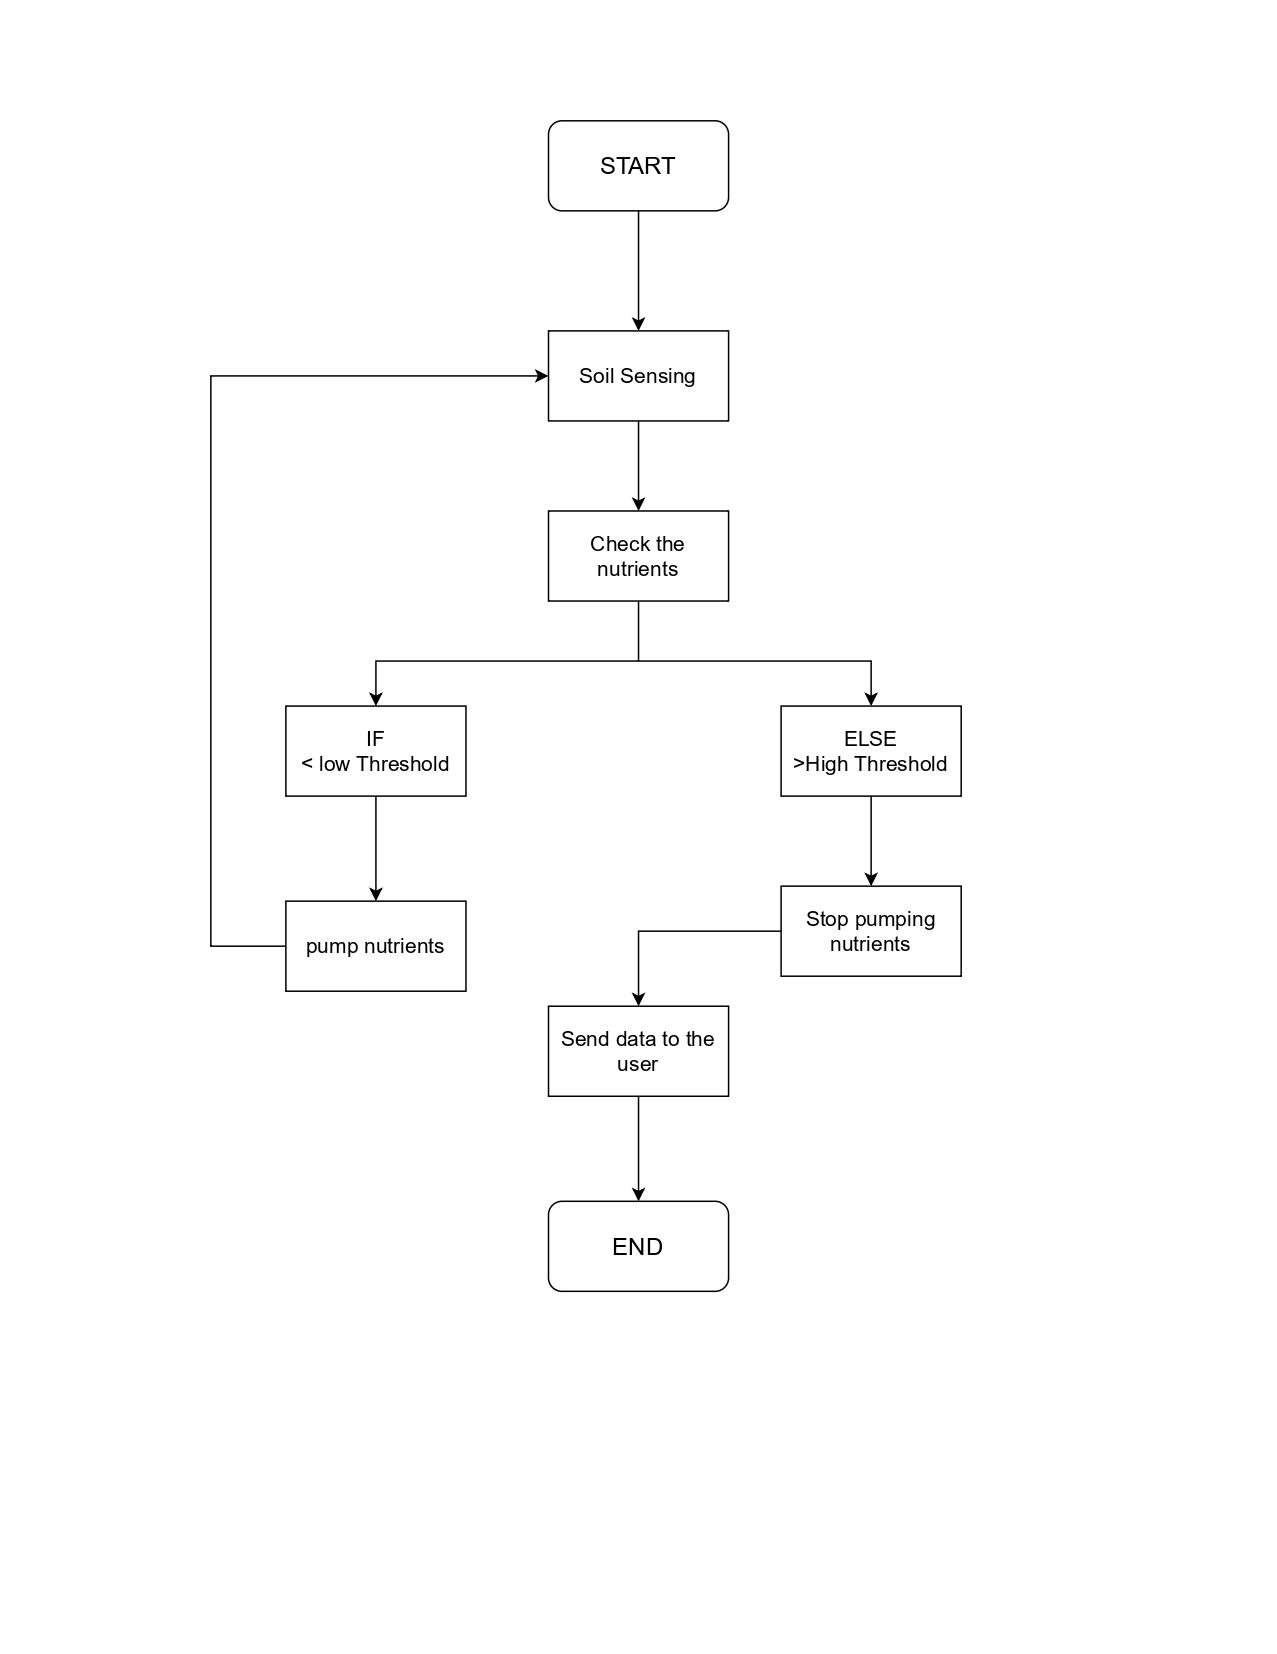 START
Soil Sensing
Check the
nutrients
IF
< low Threshold
ELSE
>High Threshold
pump nutrients
Stop pumping
nutrients
Send data to the
user
END